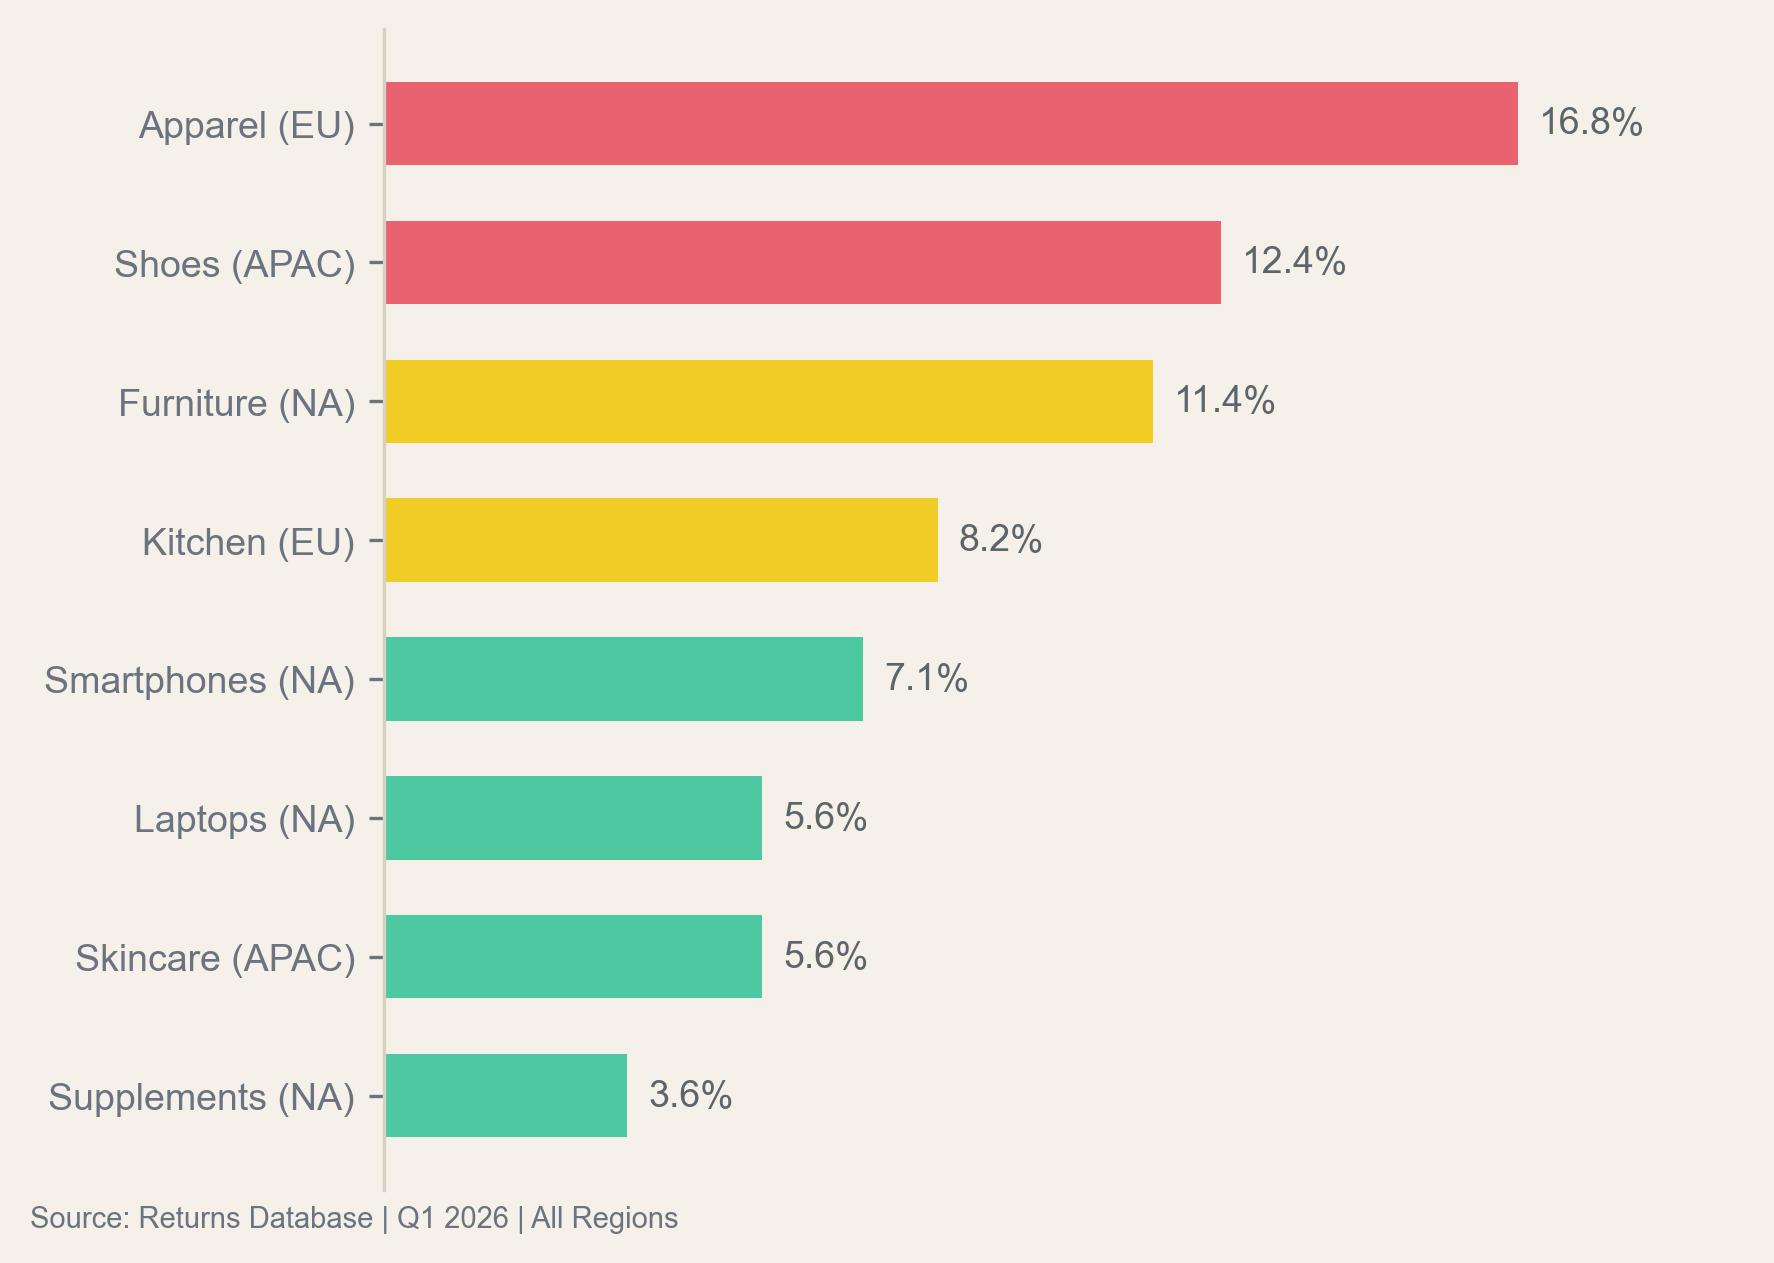 Apparel (EU) 16.8%
Shoes (APAC) 12.4%
Furniture (NA) 11.4%
Kitchen (EU) 8.2%
Smartphones (NA) 7.1%
Laptops (NA) 5.6%
Skincare (APAC) 5.6%
Supplements (NA) 3.6%
Source: Returns Database | Q1 2026 | All Regions